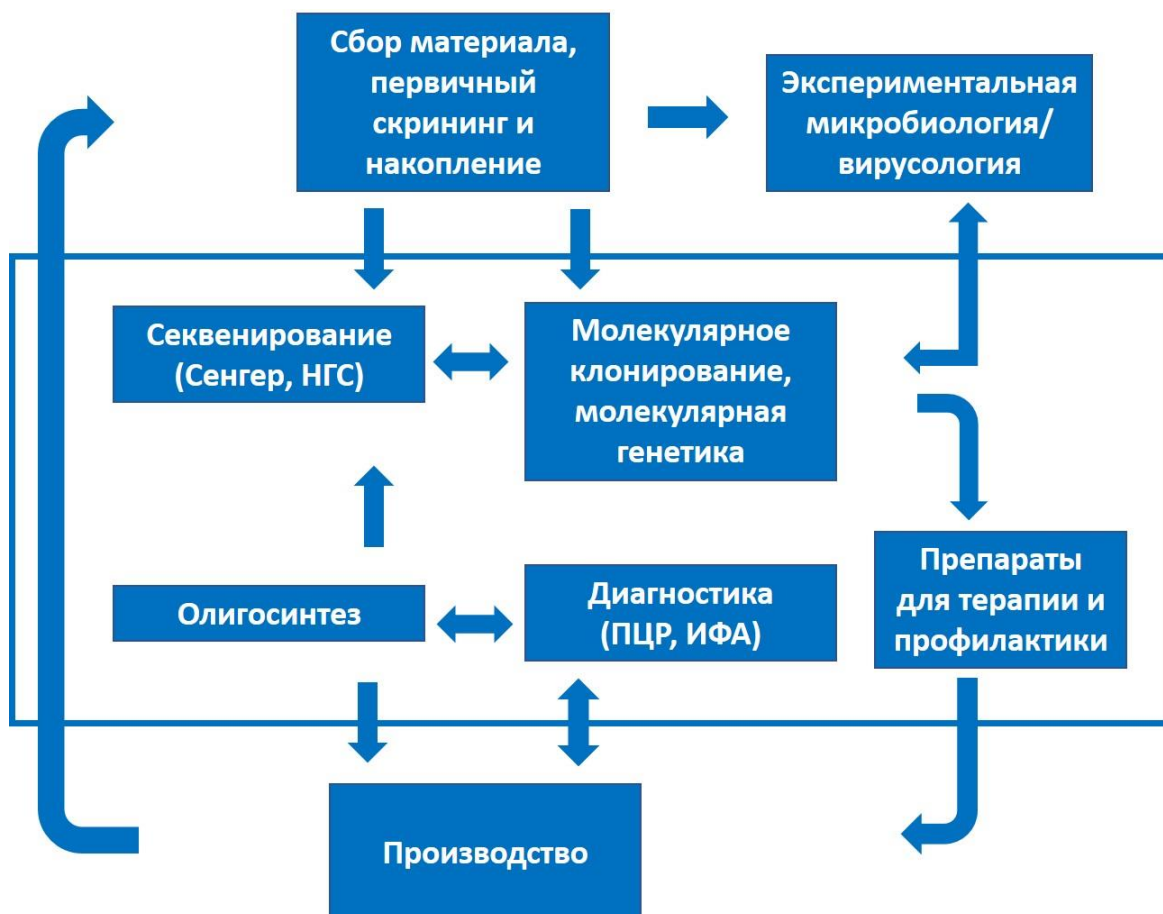 Сбор материала,
первичный
скрининг и
накопление
Экспериментальная
микробиология/
вирусология
Секвенирование
(Сенгер, НГС)
Молекулярное
клонирование,
молекулярная
генетика
Олигосинтез
Диагностика
(ПЦР, ИФА)
Препараты
для терапии и
профилактики
Производство